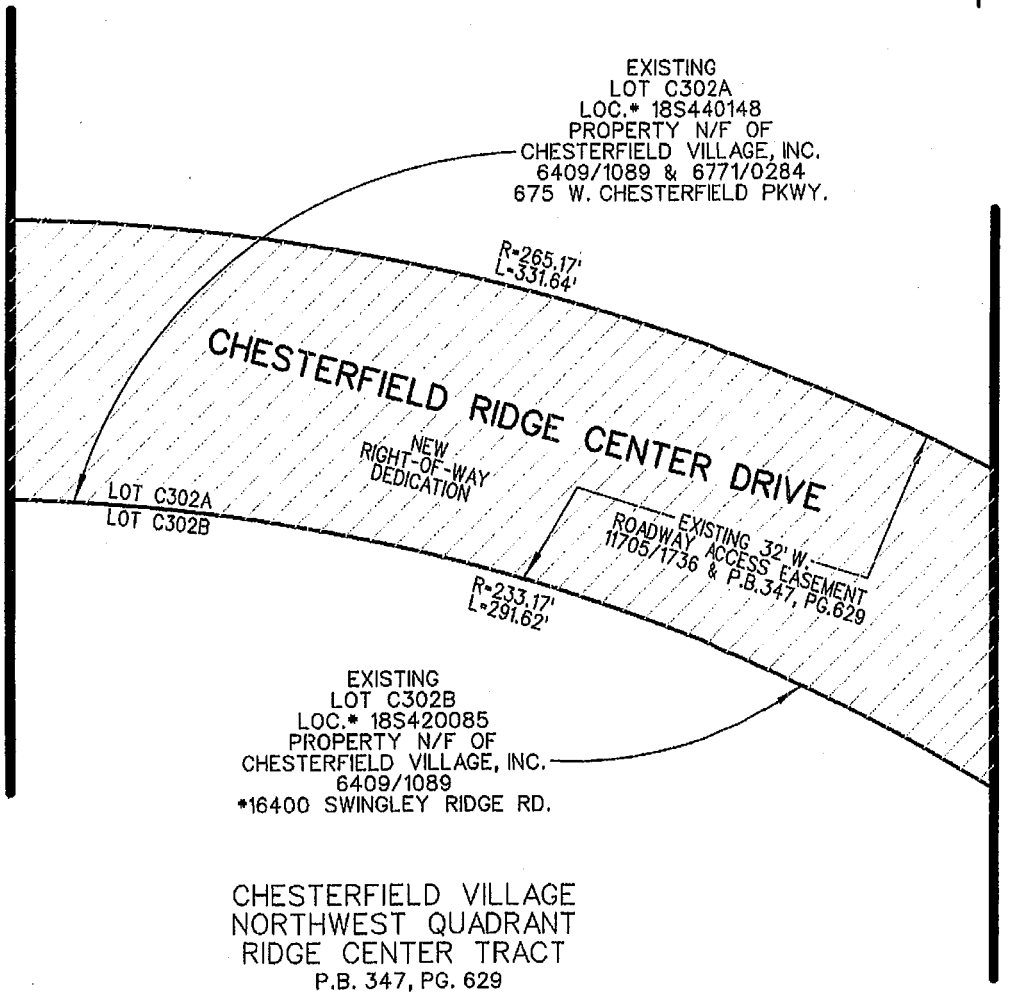 EXISTING
LOT C302A
LOC.* 18S440148
PROPERTY N/F OF
CHESTERFIELD VILLAGE, INC.
6409/1089 & 6771/0284
675 W. CHESTERFIELD PKWY.
R=265.17'
L=331.64'
CHESTERFIELD RIDGE CENTER DRIVE
NEW
RIGHT-OF-WAY
DEDICATION
LOT C302A
LOT C302B
EXISTING 32' W.
ROADWAY ACCESS EASEMENT
11705/1736 & P.B.347, PG.629
R=233.17'
L=291.62'
EXISTING
LOT C302B
LOC.* 18S420085
PROPERTY N/F OF
CHESTERFIELD VILLAGE, INC.
6409/1089
*16400 SWINGLEY RIDGE RD.
CHESTERFIELD VILLAGE
NORTHWEST QUADRANT
RIDGE CENTER TRACT
P.B. 347, PG. 629